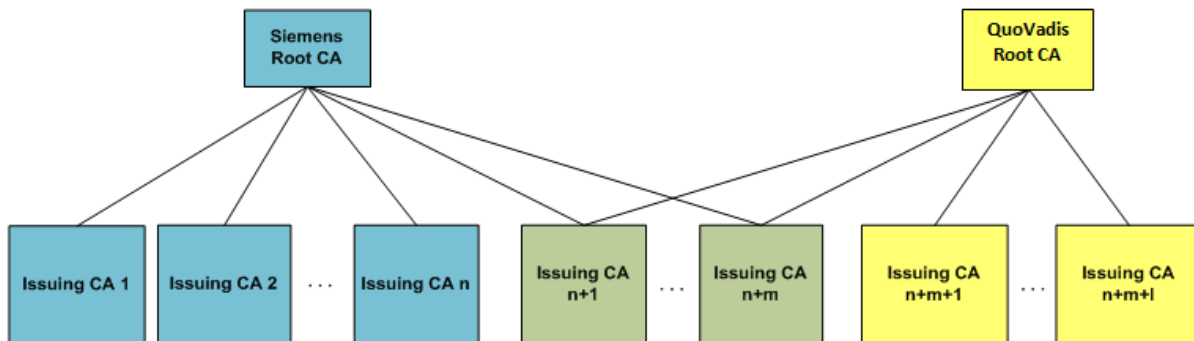 Siemens
Root CA
QuoVadis
Root CA
Issuing CA 1
Issuing CA 2
...
Issuing CA n
Issuing CA
n+1
...
Issuing CA
n+m
Issuing CA
n+m+1
...
Issuing CA
n+m+l